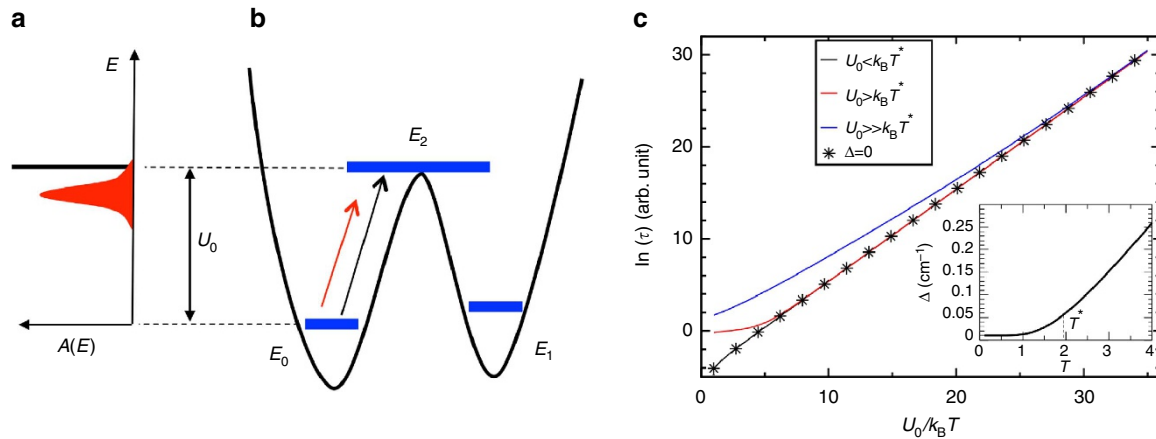 a
b
c
E
U0
A(E)
E2
E0
E1
U0<kBT*
U0>kBT*
U0>>kBT*
Δ=0
ln (τ) (arb. unit)
30
20
10
0
0
10
20
30
U0/kBT
Δ (cm−1)
0.25
0.2
0.15
0.1
0.05
0
T*
0
1
2
3
4
T